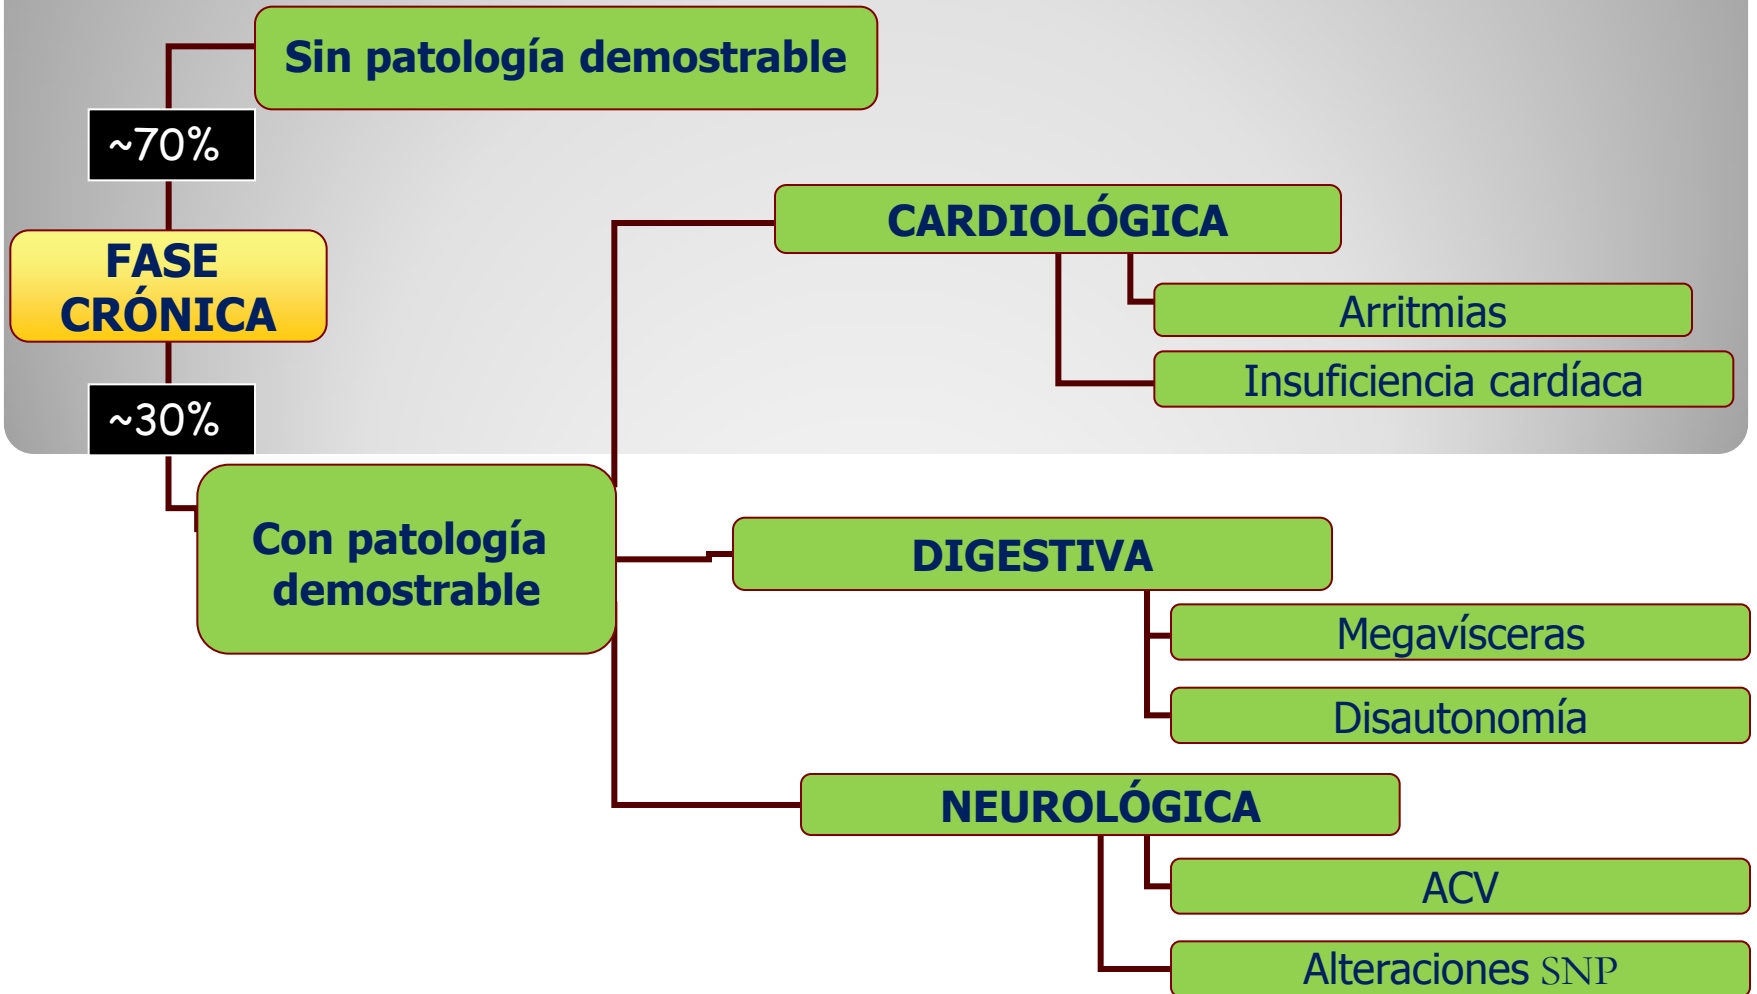 Sin patología demostrable
~70%
FASE
CRÓNICA
~30%
Con patología
demostrable
CARDIOLÓGICA
Arritmias
Insuficiencia cardíaca
DIGESTIVA
Megavísceras
Disautonomía
NEUROLÓGICA
ACV
Alteraciones SNP